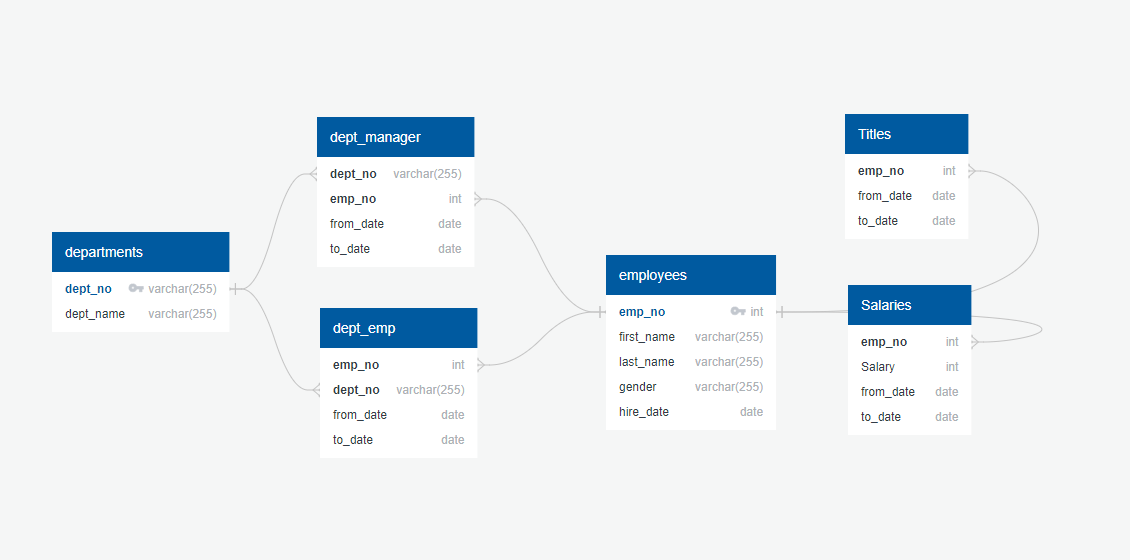 departments
dept_no varchar(255)
dept_name varchar(255)
dept_manager
dept_no varchar(255)
emp_no int
from_date date
to_date date
dept_emp
emp_no int
dept_no varchar(255)
from_date date
to_date date
employees
emp_no int
first_name varchar(255)
last_name varchar(255)
gender varchar(255)
hire_date date
Titles
emp_no int
from_date date
to_date date
Salaries
emp_no int
Salary int
from_date date
to_date date